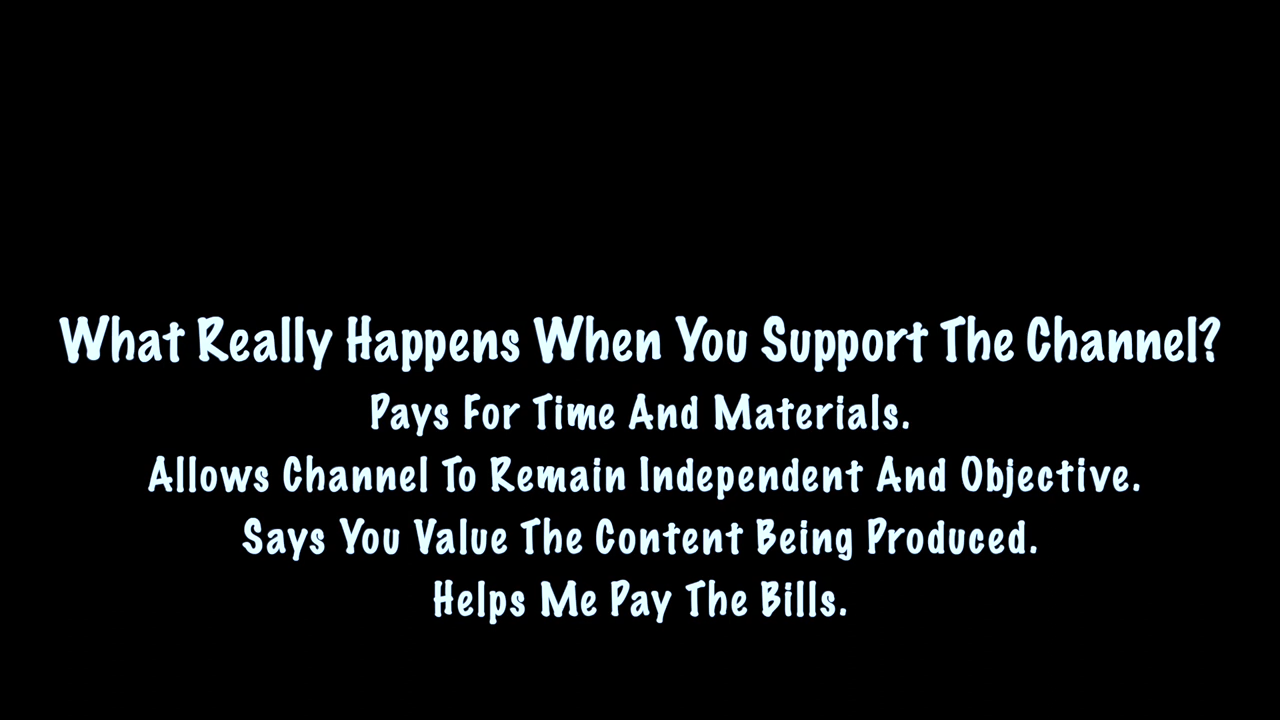 What Really Happens When You Support The Channel?
Pays For Time And Materials.
Allows Channel To Remain Independent And Objective.
Says You Value The Content Being Produced.
Helps Me Pay The Bills.